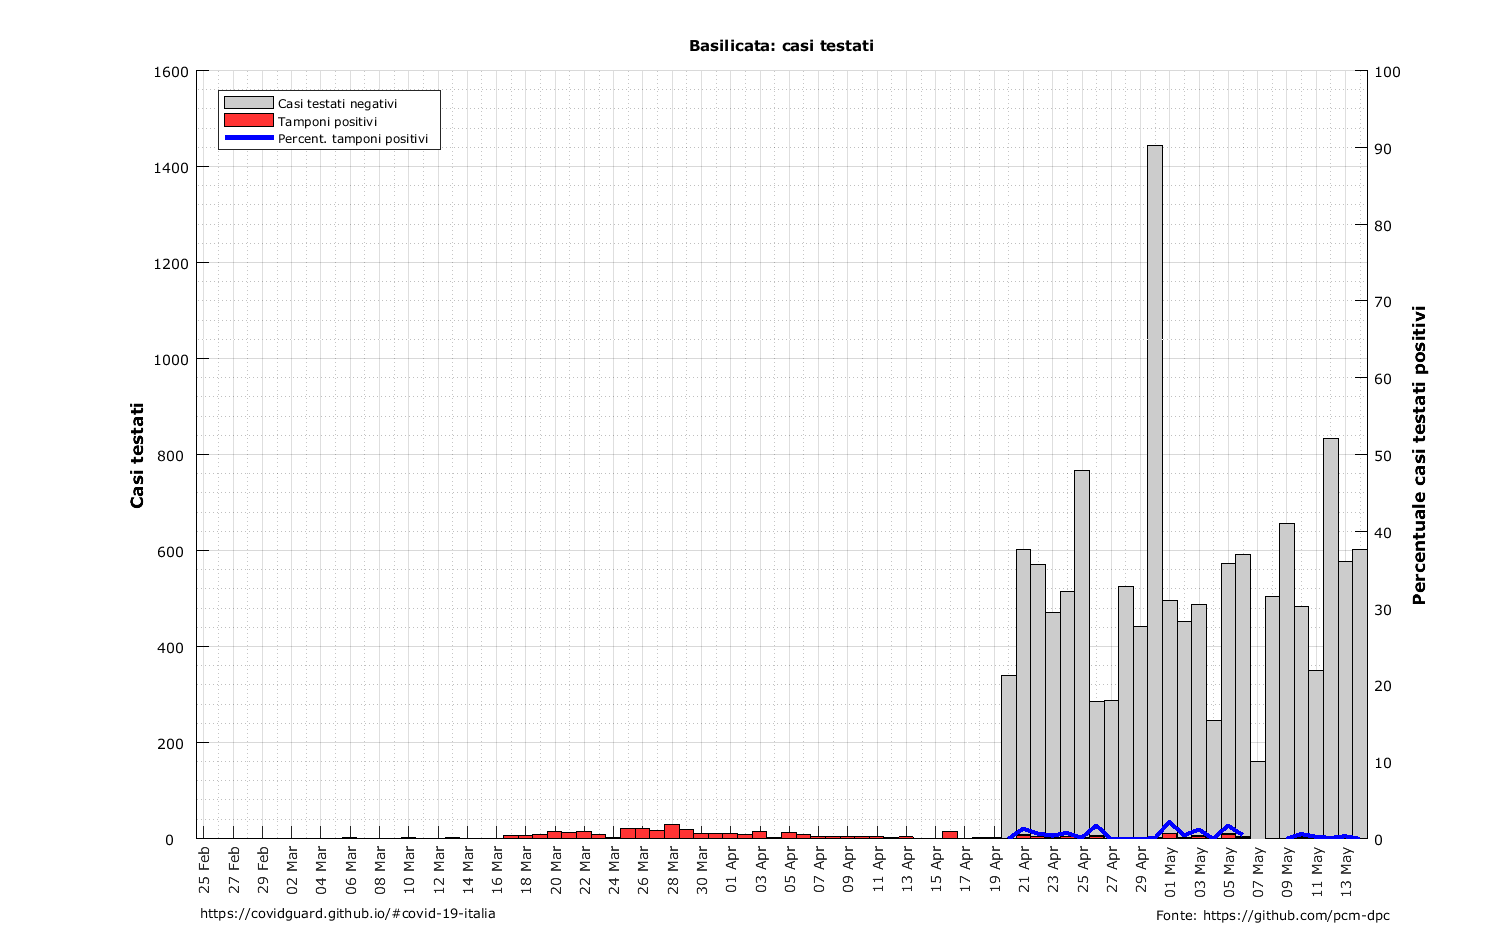 Basilicata: casi testati
Casi testati negativi
Tamponi positivi
Percent. tamponi positivi
Casi testati
1600
1400
1200
1000
800
600
400
200
0
100
90
80
70
60
50
40
30
20
10
0
Percentuale casi testati positivi
25 Feb
27 Feb
29 Feb
02 Mar
04 Mar
06 Mar
08 Mar
10 Mar
12 Mar
14 Mar
16 Mar
18 Mar
20 Mar
22 Mar
24 Mar
26 Mar
28 Mar
30 Mar
01 Apr
03 Apr
05 Apr
07 Apr
09 Apr
11 Apr
13 Apr
15 Apr
17 Apr
19 Apr
21 Apr
23 Apr
25 Apr
27 Apr
29 Apr
01 May
03 May
05 May
07 May
09 May
11 May
13 May
https://covidguard.github.io/#covid-19-italia
Fonte: https://github.com/pcm-dpc